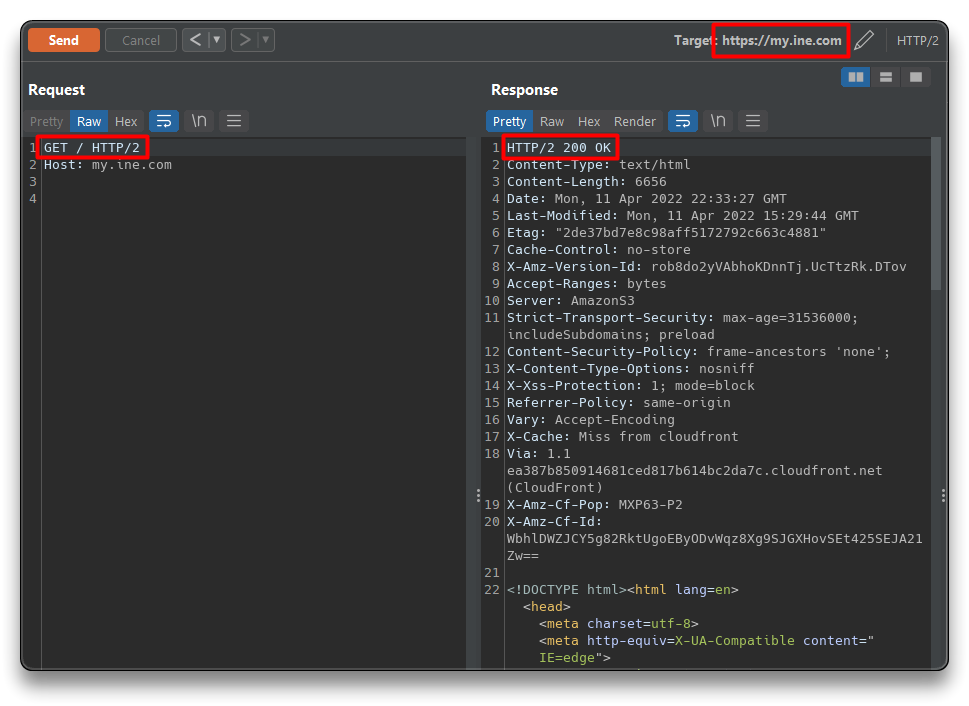 Send Cancel < ▼ > ▼ Target: https://my.ine.com HTTP/2
Request
Pretty Raw Hex \n
1 GET / HTTP/2
2 Host: my.ine.com
3
4
Response
Pretty Raw Hex Render \n
1 HTTP/2 200 OK
2 Content-Type: text/html
3 Content-Length: 6656
4 Date: Mon, 11 Apr 2022 22:33:27 GMT
5 Last-Modified: Mon, 11 Apr 2022 15:29:44 GMT
6 Etag: "2de37bd7e8c98aff5172792c663c4881"
7 Cache-Control: no-store
8 X-Amz-Version-Id: rob8do2yVAbhoKDnnTj.UcTtzRk.DTov
9 Accept-Ranges: bytes
10 Server: AmazonS3
11 Strict-Transport-Security: max-age=31536000;
includeSubdomains; preload
12 Content-Security-Policy: frame-ancestors 'none';
13 X-Content-Type-Options: nosniff
14 X-Xss-Protection: 1; mode=block
15 Referrer-Policy: same-origin
16 Vary: Accept-Encoding
17 X-Cache: Miss from cloudfront
18 Via: 1.1
ea387b850914681ced817b614bc2da7c.cloudfront.net
(CloudFront)
19 X-Amz-Cf-Pop: MXP63-P2
20 X-Amz-Cf-Id:
WbhlDWZJCY5g82RktUgoEByODvWqz8Xg9SJGXHovSEt425SEJA21
Zw==
21
22 <!DOCTYPE html><html lang=en>
<head>
<meta charset=utf-8>
<meta http-equiv=X-UA-Compatible content="
IE=edge">